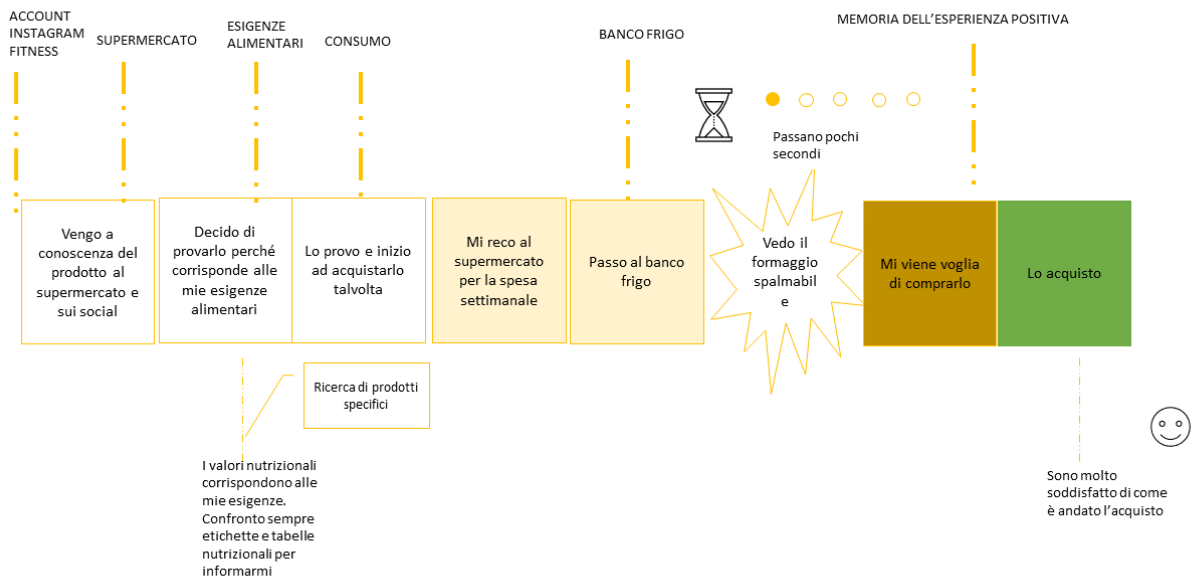 ACCOUNT
INSTAGRAM
FITNESS
SUPERMERCATO
ESIGENZE
ALIMENTARI
CONSUMO
BANCO FRIGO
MEMORIA DELL'ESPERIENZA POSITIVA
Passano pochi
secondi
Vengo a
conoscenza del
prodotto al
supermercato e
sui social
Decido di
provarlo perché
corrisponde alle
mie esigenze
alimentari
Lo provo e inizio
ad acquistarlo
talvolta
Mi reco al
supermercato
per la spesa
settimanale
Passo al banco
frigo
Vedo il
formaggio
spalmabil
e
Mi viene voglia
di comprarlo
Lo acquisto
Ricerca di prodotti
specifici
I valori nutrizionali
corrispondono alle
mie esigenze.
Confronto sempre
etichette e tabelle
nutrizionali per
informarmi
Sono molto
soddisfatto di come
è andato l'acquisto